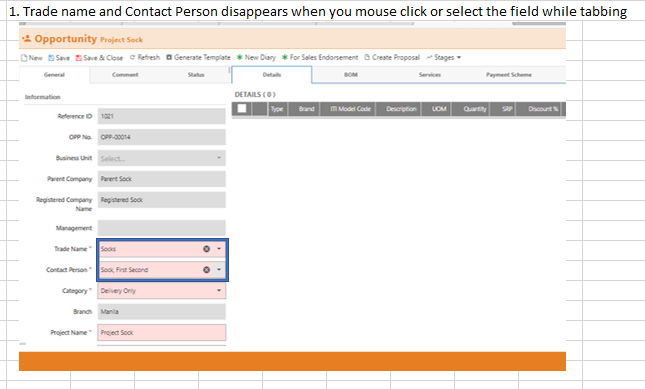 1. Trade name and Contact Person disappears when you mouse click or select the field while tabbing
Opportunity Project Sock
New Save Save & Close Refresh Generate Template New Diary For Sales Endorsement Create Proposal Stages
General Comment Status Details BOM Services Payment Scheme
Information
DETAILS ( 0 )
Type Brand ITI Model Code Description UOM Quantity SRP Discount %
Reference ID 1021
OPP No. OPP-00014
Business Unit Select...
Parent Company Parent Sock
Registered Company Name Registered Sock
Management
Trade Name * Socks
Contact Person * Sock, First Second
Category * Delivery Only
Branch Manila
Project Name * Project Sock